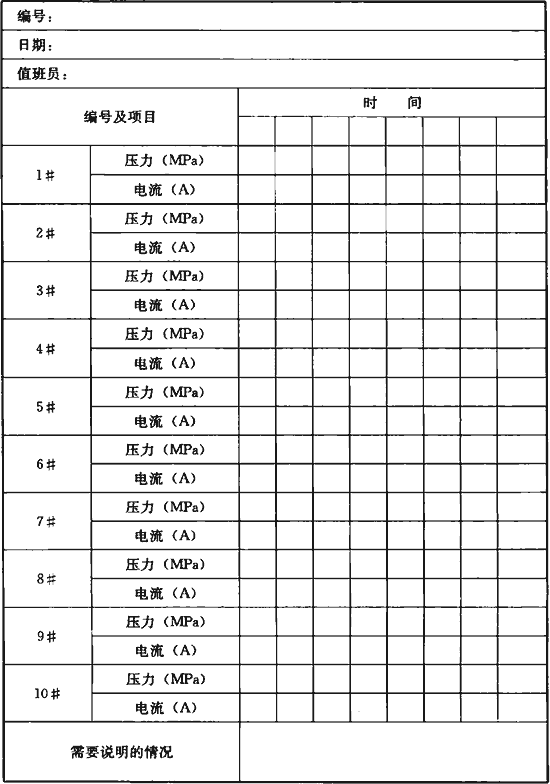 编号：
日期：
值班员：
编号及项目
时 间
1#
压力（MPa）
电流（A）
2#
压力（MPa）
电流（A）
3#
压力（MPa）
电流（A）
4#
压力（MPa）
电流（A）
5#
压力（MPa）
电流（A）
6#
压力（MPa）
电流（A）
7#
压力（MPa）
电流（A）
8#
压力（MPa）
电流（A）
9#
压力（MPa）
电流（A）
10#
压力（MPa）
电流（A）
需要说明的情况